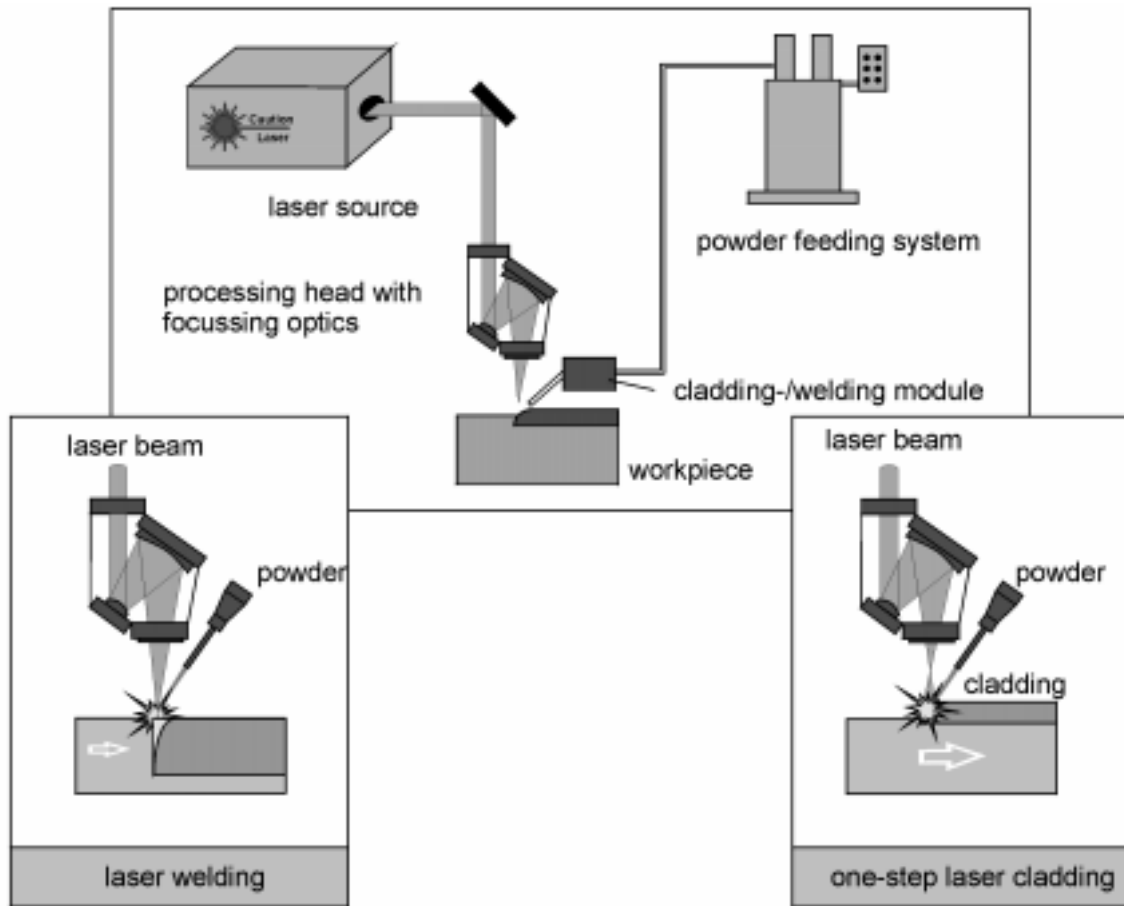 Caution
Laser
laser source
powder feeding system
processing head with
focussing optics
cladding-/welding module
workpiece
laser beam
powder
laser welding
laser beam
powder
cladding
one-step laser cladding